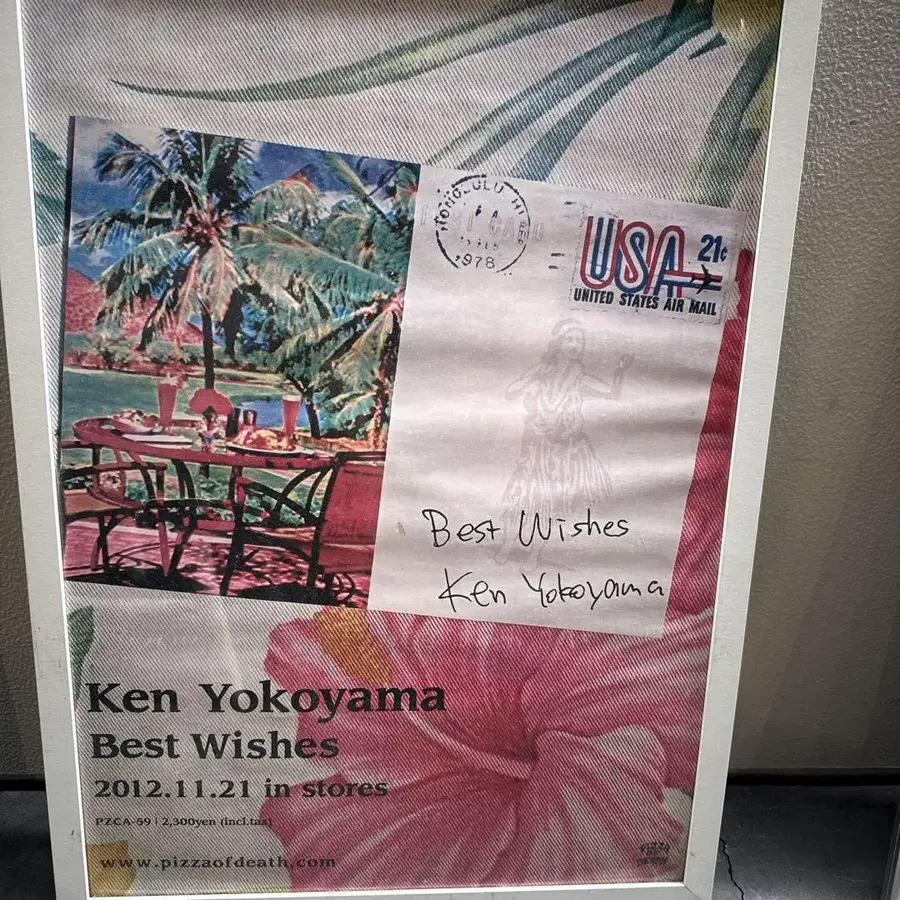 HONOLULU HI
1978
USA 21¢
UNITED STATES AIR MAIL
Best Wishes
Ken Yokoyama
Ken Yokoyama
Best Wishes
2012.11.21 in stores
PZCA-59 | 2,300yen (incl.tax)
www.pizzaofdeath.com